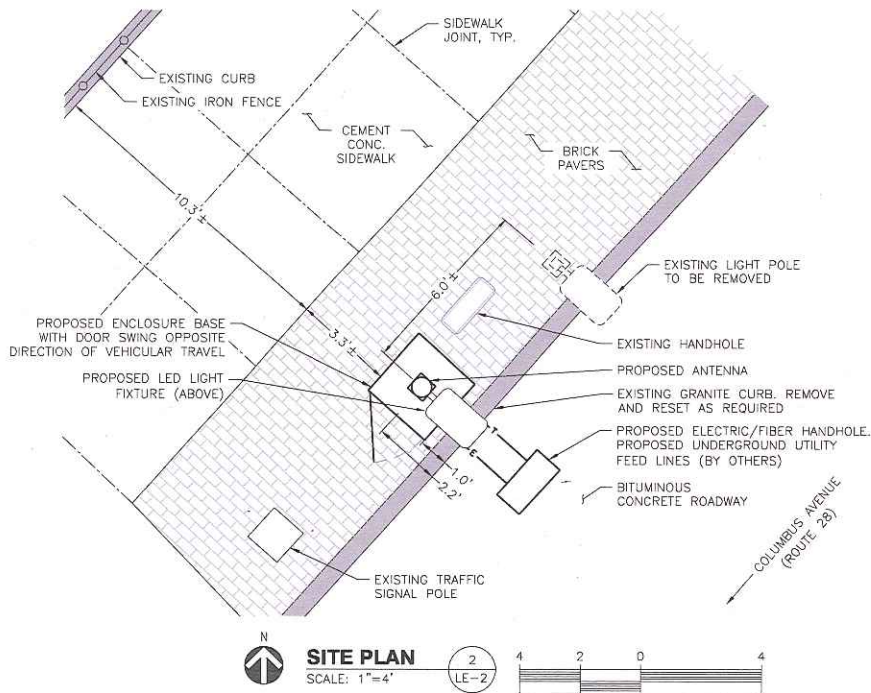 SIDEWALK
JOINT, TYP.
EXISTING CURB
EXISTING IRON FENCE
CEMENT
CONC.
SIDEWALK
BRICK
PAVERS
10.3'±
6.0'±
EXISTING LIGHT POLE
TO BE REMOVED
3.3'±
PROPOSED ENCLOSURE BASE
WITH DOOR SWING OPPOSITE
DIRECTION OF VEHICULAR TRAVEL
EXISTING HANDHOLE
PROPOSED ANTENNA
PROPOSED LED LIGHT
FIXTURE (ABOVE)
EXISTING GRANITE CURB. REMOVE
AND RESET AS REQUIRED
T
E
PROPOSED ELECTRIC/FIBER HANDHOLE.
PROPOSED UNDERGROUND UTILITY
FEED LINES (BY OTHERS)
1.0'
2.2'
BITUMINOUS
CONCRETE ROADWAY
COLUMBUS AVENUE
(ROUTE 28)
EXISTING TRAFFIC
SIGNAL POLE
N
SITE PLAN
SCALE: 1"=4'
2
LE-2
4 2 0 4